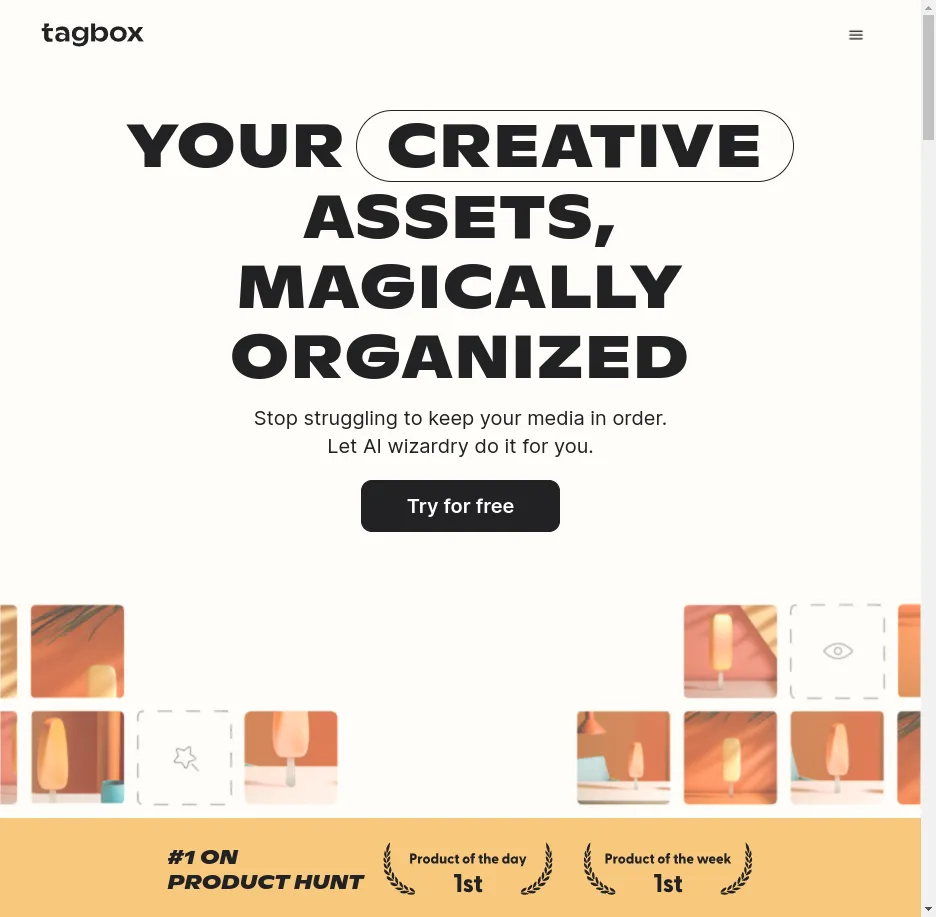 tagbox
YOUR CREATIVE
ASSETS,
MAGICALLY
ORGANIZED
Stop struggling to keep your media in order.
Let AI wizardry do it for you.
Try for free
#1 ON
PRODUCT HUNT
Product of the day
1st
Product of the week
1st